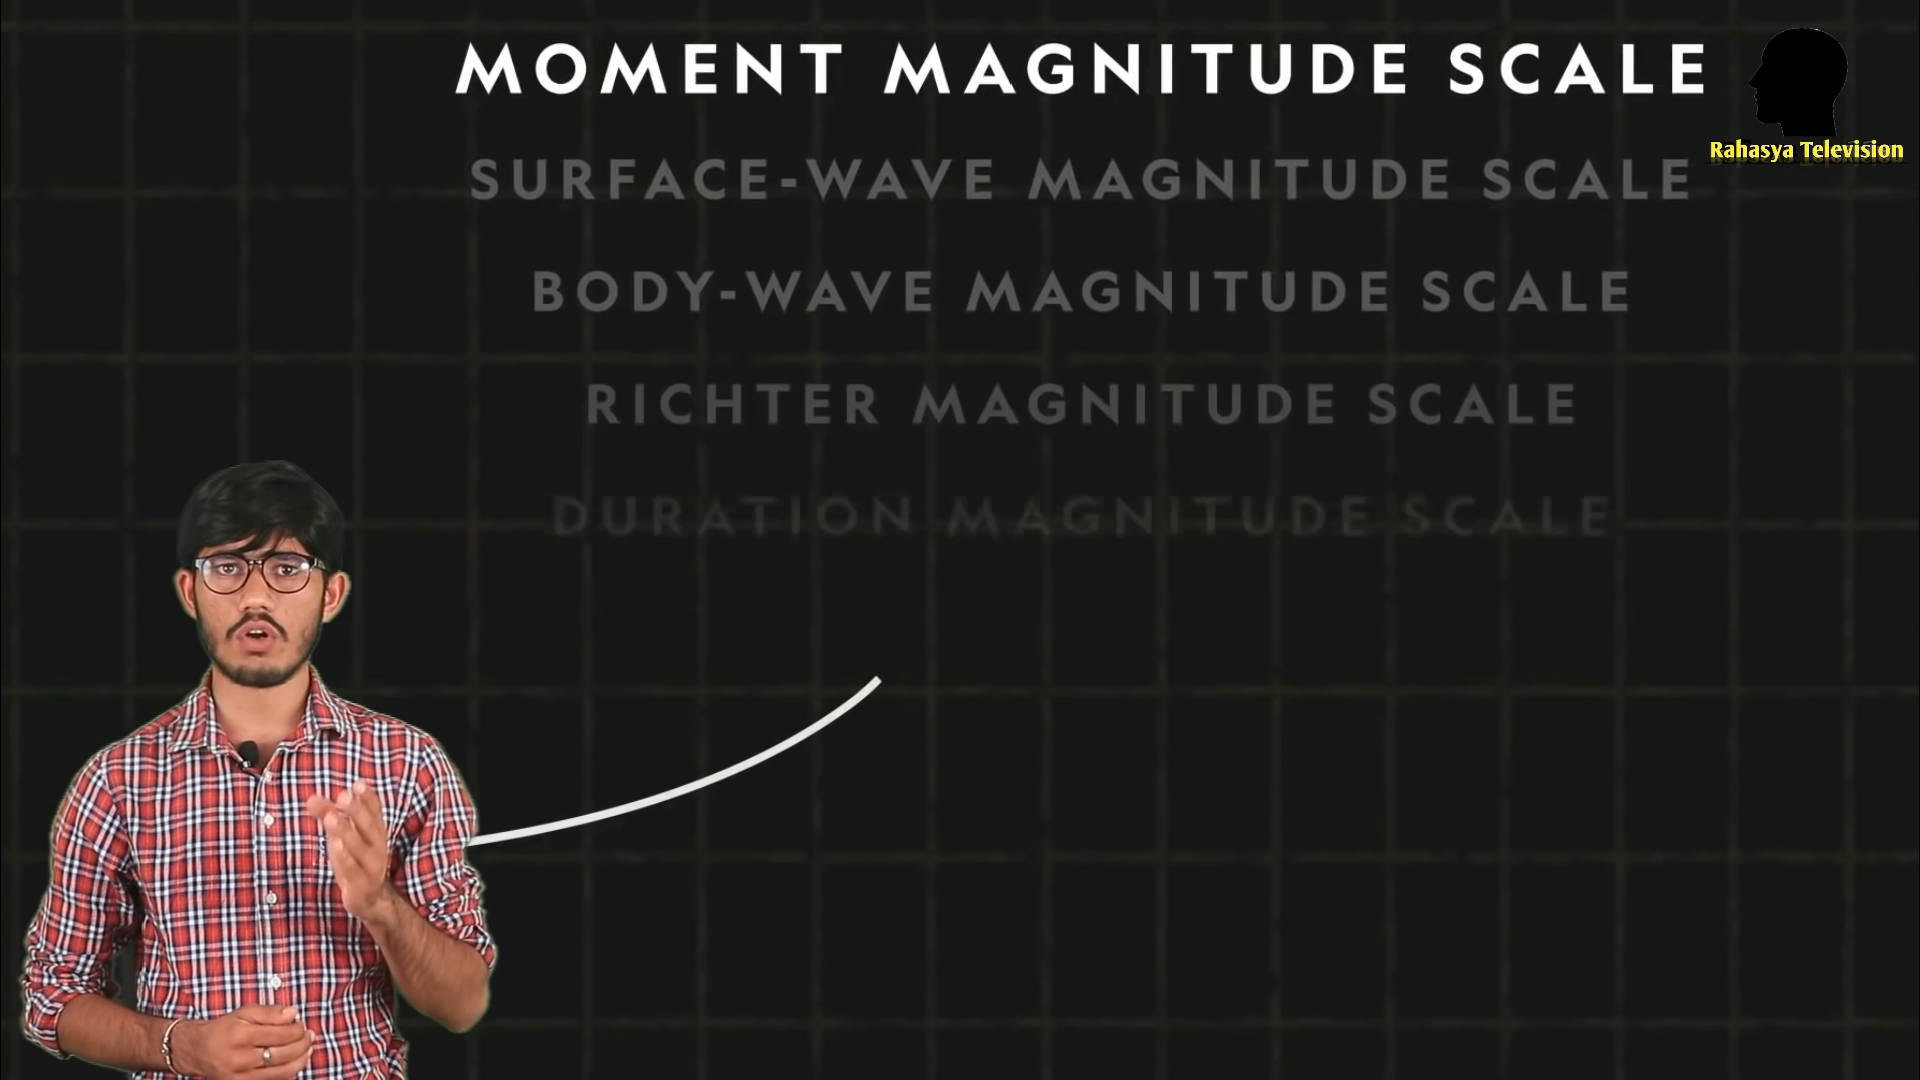 MOMENT MAGNITUDE SCALE
Rahasya Television
SURFACE-WAVE MAGNITUDE SCALE
BODY-WAVE MAGNITUDE SCALE
RICHTER MAGNITUDE SCALE
DURATION MAGNITUDE SCALE